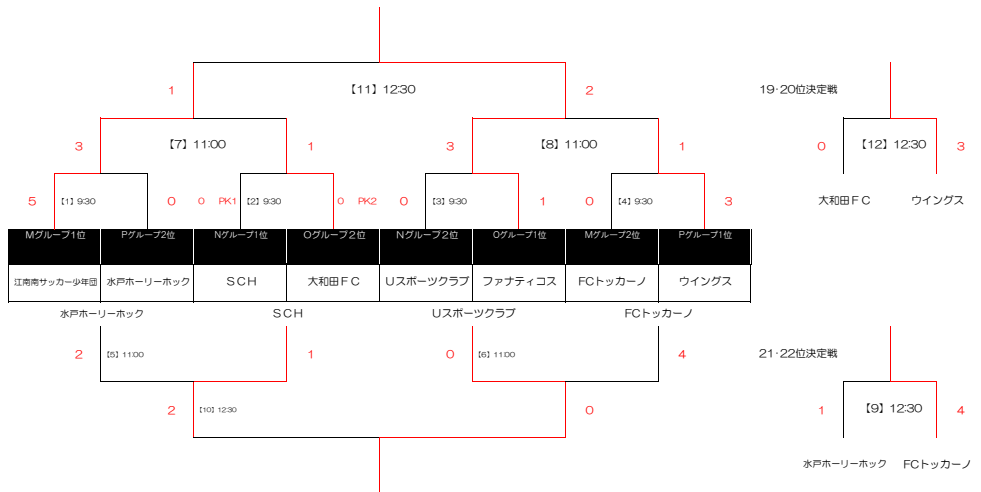 1 【11】 12:30 2 19・20位決定戦
3 【7】 11:00 1 3 【8】 11:00 1 0 【12】 12:30 3
5 【1】 9:30 0 0 PK1 【2】 9:30 0 PK2 0 【3】 9:30 1 0 【4】 9:30 3 大和田FC ウイングス
Mグループ1位 Pグループ2位 Nグループ1位 Oグループ2位 Nグループ2位 Oグループ1位 Mグループ2位 Pグループ1位
江南南サッカー少年団 水戸ホーリーホック SCH 大和田FC Uスポーツクラブ ファナティコス FCトッカーノ ウイングス
水戸ホーリーホック SCH Uスポーツクラブ FCトッカーノ
2 【5】 11:00 1 0 【6】 11:00 4 21・22位決定戦
2 【10】 12:30 0 1 【9】 12:30 4
水戸ホーリーホック FCトッカーノ